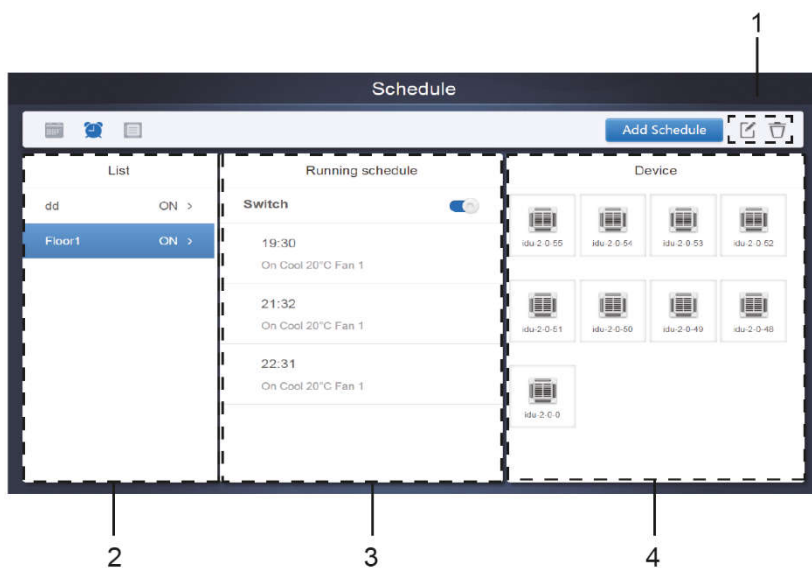 1
Schedule
Add Schedule
List
Running schedule
Device
dd ON >
Floor1 ON >
Switch
19:30
On Cool 20°C Fan 1
21:32
On Cool 20°C Fan 1
22:31
On Cool 20°C Fan 1
idu-2-0-55 idu-2-0-54 idu-2-0-53 idu-2-0-52
idu-2-0-51 idu-2-0-50 idu-2-0-49 idu-2-0-48
idu-2-0-0
2 3 4